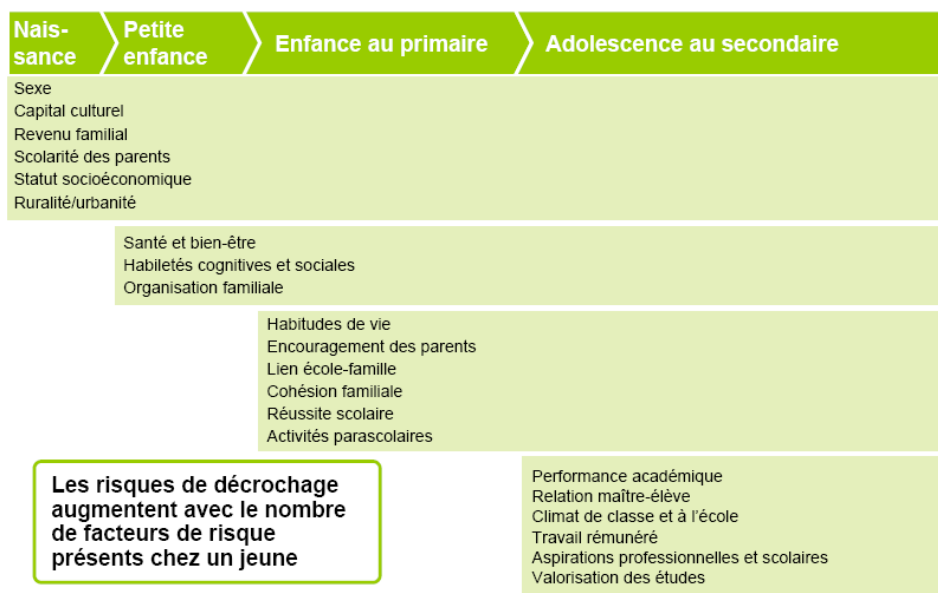 Nais-
sance
Petite
enfance
Enfance au primaire
Adolescence au secondaire
Sexe
Capital culturel
Revenu familial
Scolarité des parents
Statut socioéconomique
Ruralité/urbanité
Santé et bien-être
Habiletés cognitives et sociales
Organisation familiale
Habitudes de vie
Encouragement des parents
Lien école-famille
Cohésion familiale
Réussite scolaire
Activités parascolaires
Les risques de décrochage
augmentent avec le nombre
de facteurs de risque
présents chez un jeune
Performance académique
Relation maître-élève
Climat de classe et à l'école
Travail rémunéré
Aspirations professionnelles et scolaires
Valorisation des études